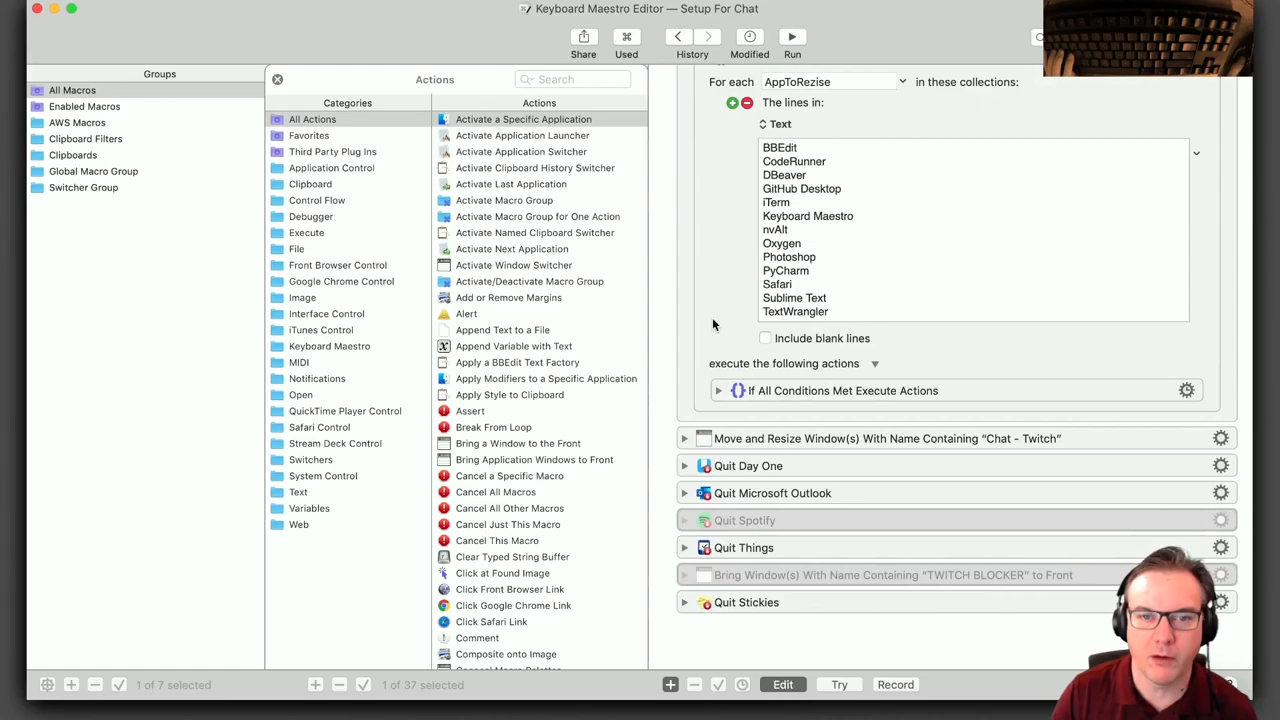 Keyboard Maestro Editor — Setup For Chat
Share
Used
History
Modified
Run
Groups
All Macros
Enabled Macros
AWS Macros
Clipboard Filters
Clipboards
Global Macro Group
Switcher Group
Actions
Search
Categories
All Actions
Favorites
Third Party Plug Ins
Application Control
Clipboard
Control Flow
Debugger
Execute
File
Front Browser Control
Google Chrome Control
Image
Interface Control
iTunes Control
Keyboard Maestro
MIDI
Notifications
Open
QuickTime Player Control
Safari Control
Stream Deck Control
Switchers
System Control
Text
Variables
Web
Actions
Activate a Specific Application
Activate Application Launcher
Activate Application Switcher
Activate Clipboard History Switcher
Activate Last Application
Activate Macro Group
Activate Macro Group for One Action
Activate Named Clipboard Switcher
Activate Next Application
Activate Window Switcher
Activate/Deactivate Macro Group
Add or Remove Margins
Alert
Append Text to a File
Append Variable with Text
Apply a BBEdit Text Factory
Apply Modifiers to a Specific Application
Apply Style to Clipboard
Assert
Break From Loop
Bring a Window to the Front
Bring Application Windows to Front
Cancel a Specific Macro
Cancel All Macros
Cancel All Other Macros
Cancel Just This Macro
Cancel This Macro
Clear Typed String Buffer
Click at Found Image
Click Front Browser Link
Click Google Chrome Link
Click Safari Link
Comment
Composite onto Image
For each AppToRezise in these collections:
The lines in:
Text
BBEdit
CodeRunner
DBeaver
GitHub Desktop
iTerm
Keyboard Maestro
nvAlt
Oxygen
Photoshop
PyCharm
Safari
Sublime Text
TextWrangler
Include blank lines
execute the following actions
If All Conditions Met Execute Actions
Move and Resize Window(s) With Name Containing “Chat - Twitch”
Quit Day One
Quit Microsoft Outlook
Quit Spotify
Quit Things
Bring Window(s) With Name Containing “TWITCH BLOCKER” to Front
Quit Stickies
1 of 7 selected
1 of 37 selected
Edit
Try
Record